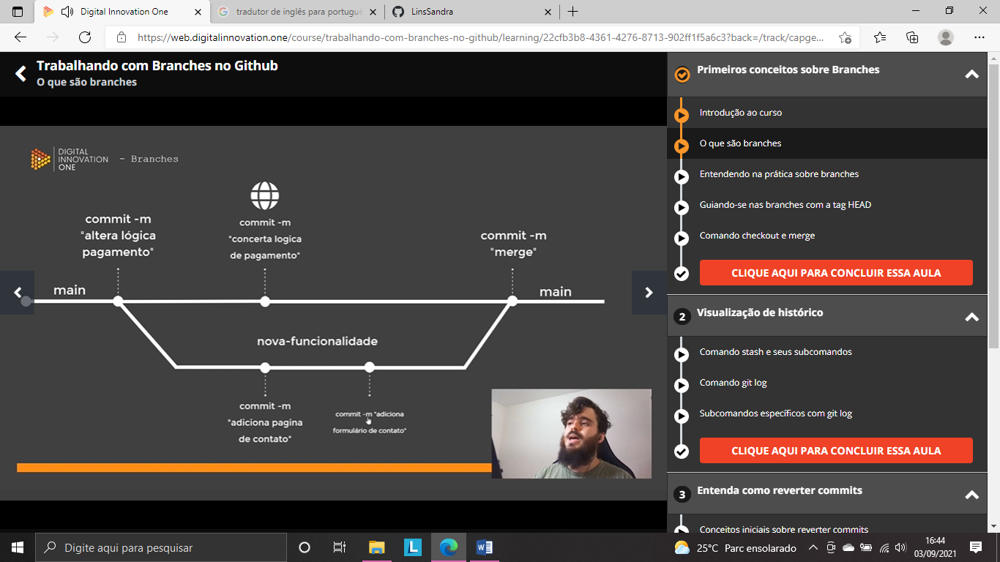 Digital Innovation One
tradutor de inglês para portuguê
LinsSandra
https://web.digitalinnovation.one/course/trabalhando-com-branches-no-github/learning/22cfb3b8-4361-4276-8713-902ff1f5a6c3?back=/track/capge...
Trabalhando com Branches no Github
O que são branches
DIGITAL
INNOVATION
ONE
- Branches
commit -m
"altera lógica
pagamento"
commit -m
"concerta logica
de pagamento"
commit -m
"merge"
main
main
nova-funcionalidade
commit -m
"adiciona pagina
de contato"
commit -m "adiciona
formulário de contato"
Primeiros conceitos sobre Branches
Introdução ao curso
O que são branches
Entendendo na prática sobre branches
Guiando-se nas branches com a tag HEAD
Comando checkout e merge
CLIQUE AQUI PARA CONCLUIR ESSA AULA
2 Visualização de histórico
Comando stash e seus subcomandos
Comando git log
Subcomandos específicos com git log
CLIQUE AQUI PARA CONCLUIR ESSA AULA
3 Entenda como reverter commits
Conceitos iniciais sobre reverter commits
Digite aqui para pesquisar
L
W
25°C Parc ensolarado
16:44
03/09/2021